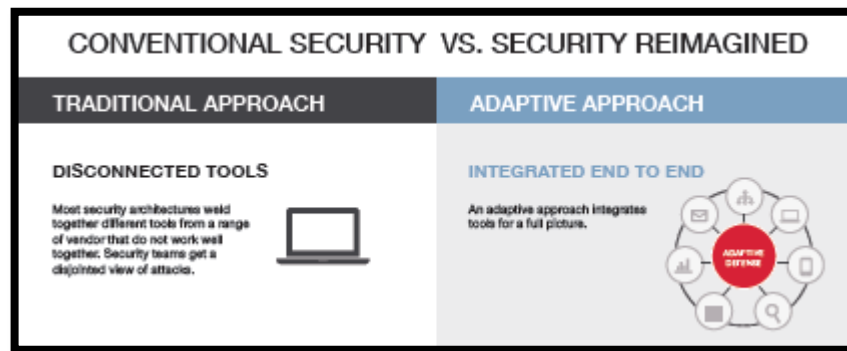 CONVENTIONAL SECURITY VS. SECURITY REIMAGINED
TRADITIONAL APPROACH
ADAPTIVE APPROACH
DISCONNECTED TOOLS
Most security architectures weld
together different tools from a range
of vendor that do not work well
together. Security teams get a
disjointed view of attacks.
INTEGRATED END TO END
An adaptive approach integrates
tools for a full picture.
ADAPTIVE
DEFENSE